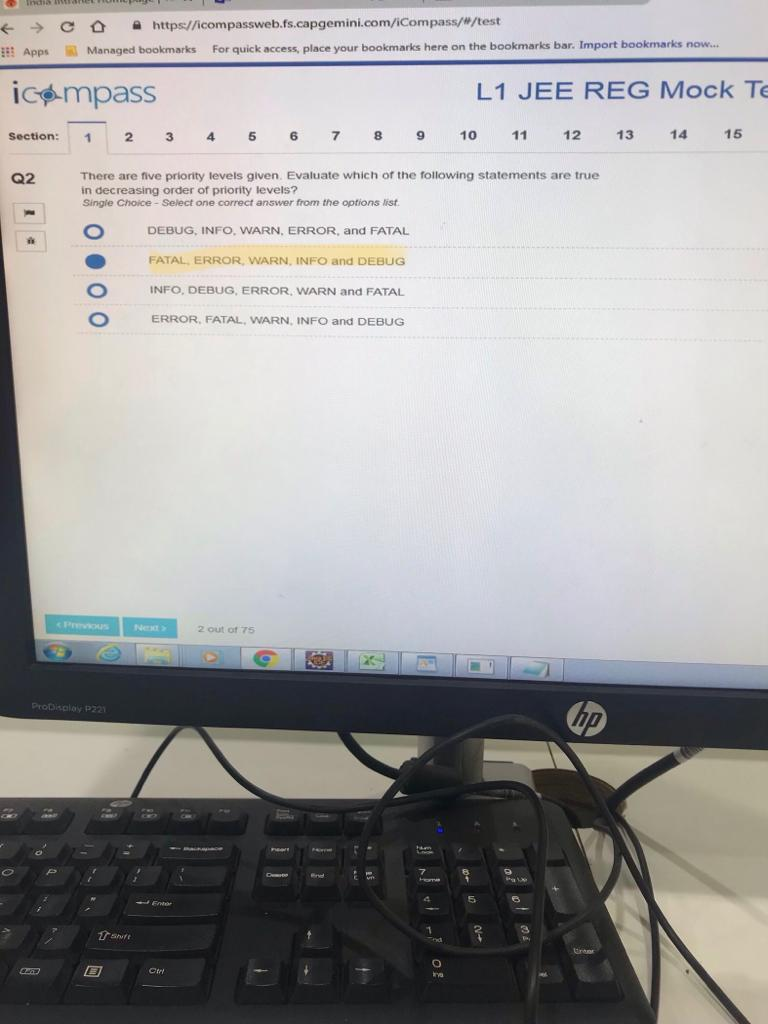 India Intranet Homepage
https://icompassweb.fs.capgemini.com/iCompass/#/test
Apps Managed bookmarks For quick access, place your bookmarks here on the bookmarks bar. Import bookmarks now...
icompass L1 JEE REG Mock Te
Section: 1 2 3 4 5 6 7 8 9 10 11 12 13 14 15
Q2 There are five priority levels given. Evaluate which of the following statements are true
in decreasing order of priority levels?
Single Choice - Select one correct answer from the options list.
DEBUG, INFO, WARN, ERROR, and FATAL
FATAL, ERROR, WARN, INFO and DEBUG
INFO, DEBUG, ERROR, WARN and FATAL
ERROR, FATAL, WARN, INFO and DEBUG
< Previous Next > 2 out of 75
ProDisplay P221 hp
Backspace Insert Home Num Lock
Delete End 7 Home 8 9 Pg Up +
Enter 4 5 6
Shift 1 2 3
Ctrl 0 Ins Enter